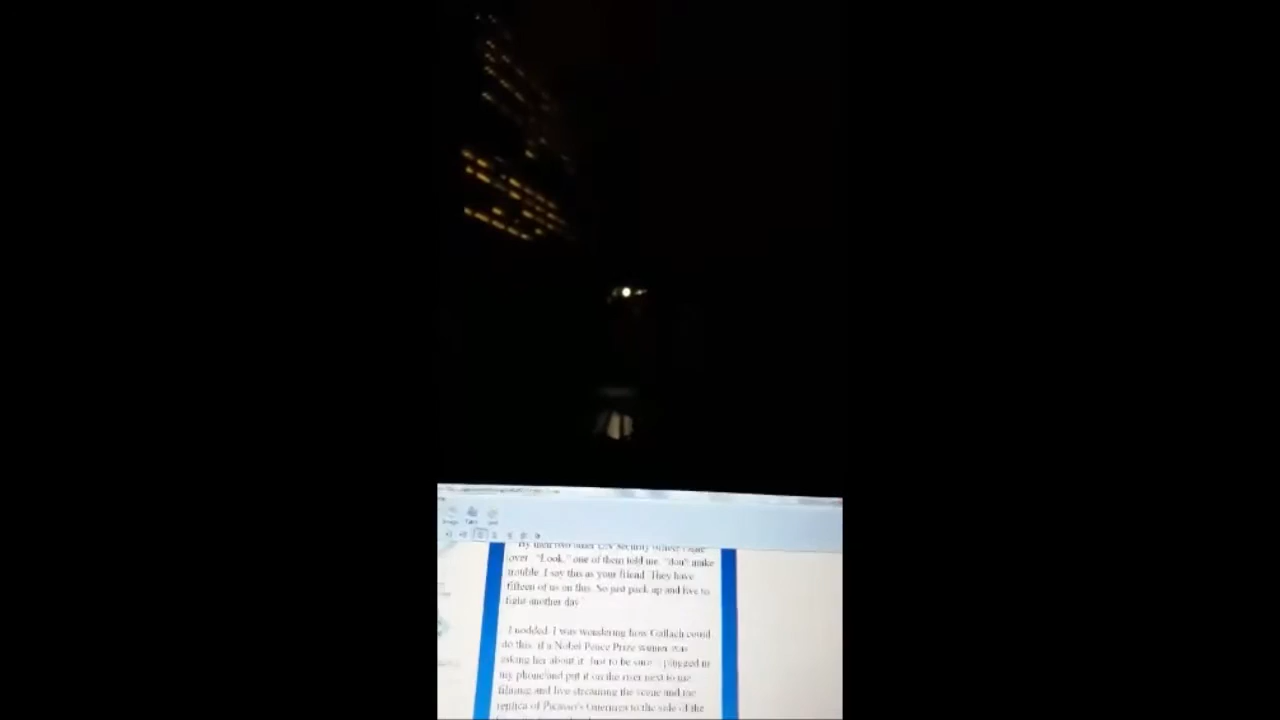 over. "Look," one of them told me, "don't make
trouble. I say this as your friend. They have
fifteen of us on this. So just pack up and live to
fight another day
I nodded. I was wondering how Gallach could
do this, if a Nobel Peace Prize winner was
asking her about it. Just to be sure I plugged in
my phone and put it on the riser next to me
filming and live streaming the scene and the
replica of Picasso's Guernica to the side of the